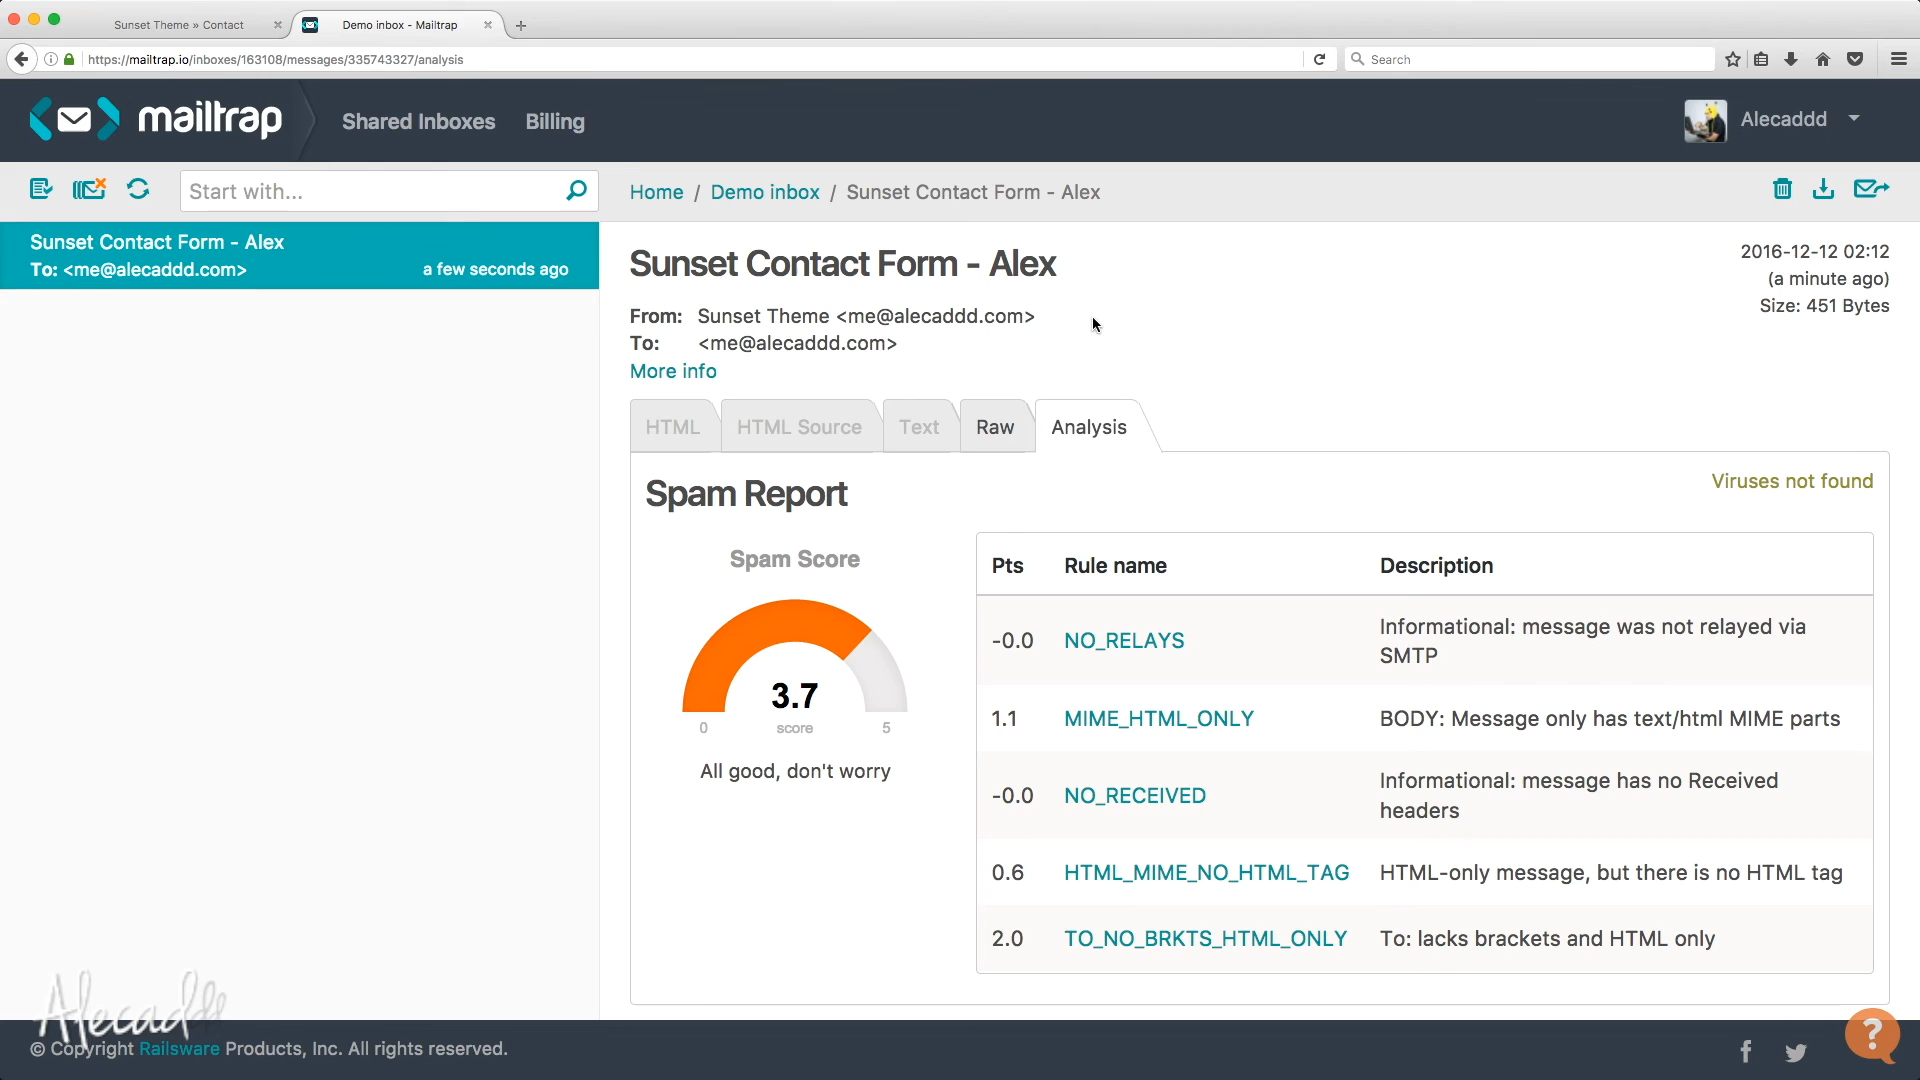 Sunset Theme » Contact
Demo inbox - Mailtrap
https://mailtrap.io/inboxes/163108/messages/335743327/analysis
Search
mailtrap
Shared Inboxes
Billing
Alecaddd
Start with...
Home / Demo inbox / Sunset Contact Form - Alex
Sunset Contact Form - Alex
To: <me@alecaddd.com>
a few seconds ago
Sunset Contact Form - Alex
2016-12-12 02:12
(a minute ago)
Size: 451 Bytes
From: Sunset Theme <me@alecaddd.com>
To: <me@alecaddd.com>
More info
HTML
HTML Source
Text
Raw
Analysis
Spam Report
Viruses not found
Spam Score
3.7
0
score
5
All good, don't worry
Pts Rule name Description
-0.0 NO_RELAYS Informational: message was not relayed via
SMTP
1.1 MIME_HTML_ONLY BODY: Message only has text/html MIME parts
-0.0 NO_RECEIVED Informational: message has no Received
headers
0.6 HTML_MIME_NO_HTML_TAG HTML-only message, but there is no HTML tag
2.0 TO_NO_BRKTS_HTML_ONLY To: lacks brackets and HTML only
Alecaddd
© Copyright Railsware Products, Inc. All rights reserved.
?